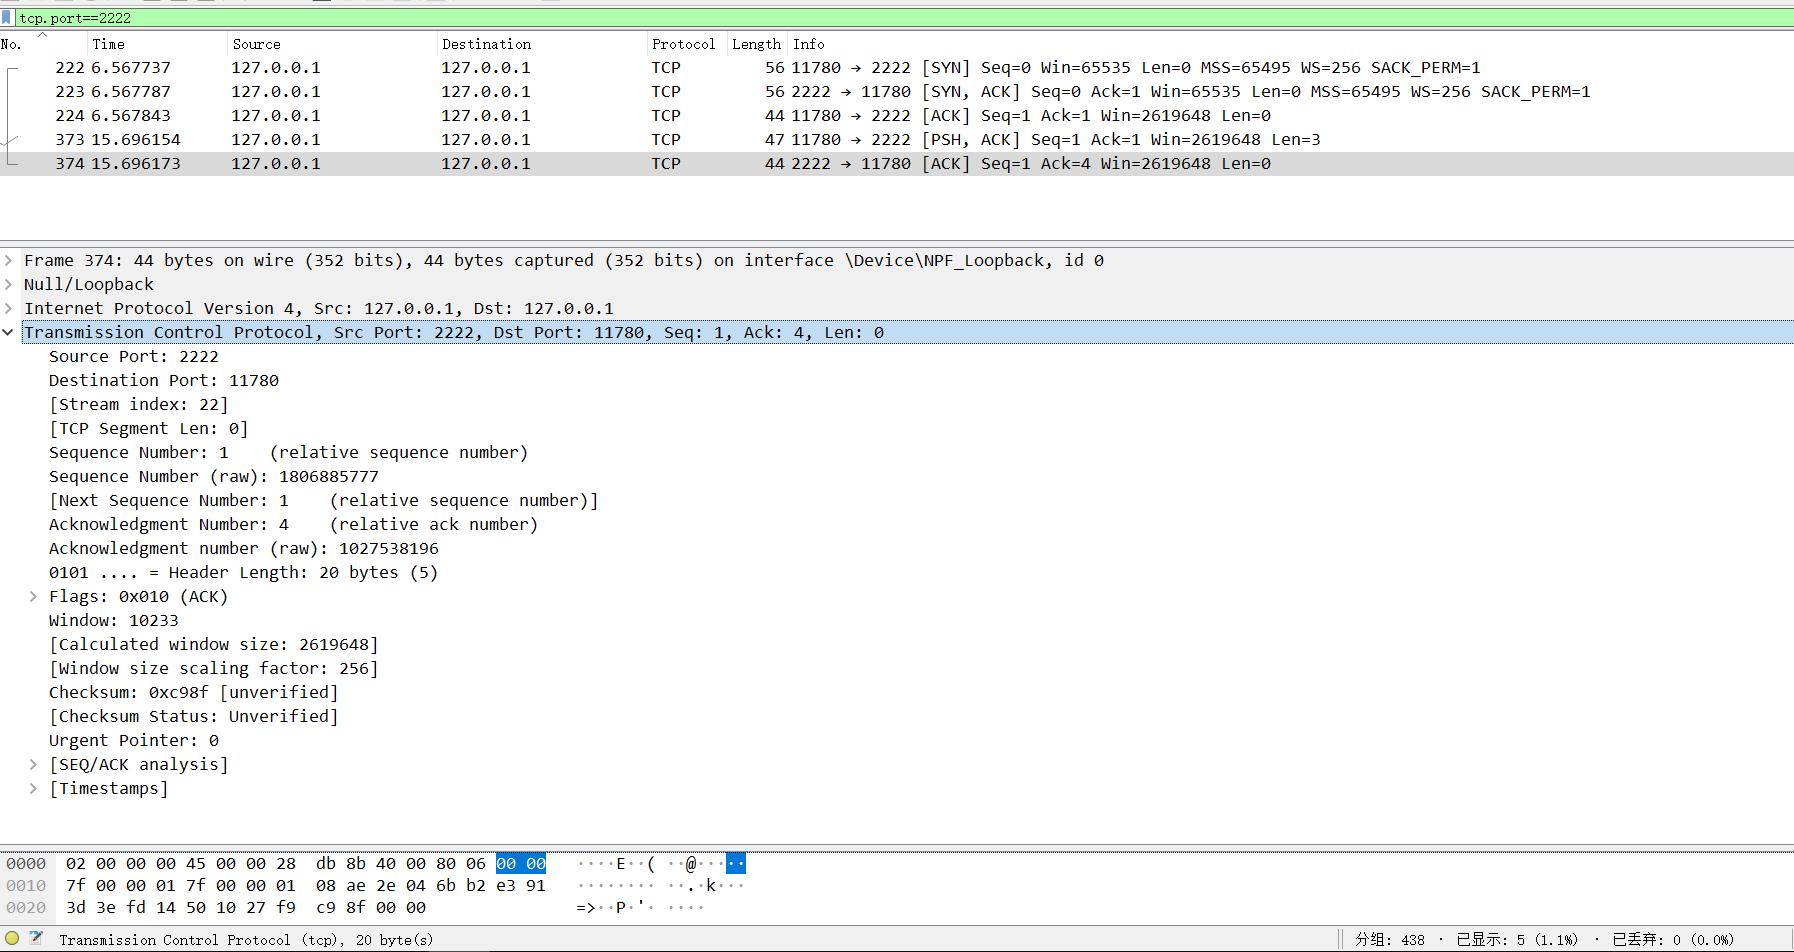 tcp.port==2222
No. Time Source Destination Protocol Length Info
222 6.567737 127.0.0.1 127.0.0.1 TCP 56 11780 → 2222 [SYN] Seq=0 Win=65535 Len=0 MSS=65495 WS=256 SACK_PERM=1
223 6.567787 127.0.0.1 127.0.0.1 TCP 56 2222 → 11780 [SYN, ACK] Seq=0 Ack=1 Win=65535 Len=0 MSS=65495 WS=256 SACK_PERM=1
224 6.567843 127.0.0.1 127.0.0.1 TCP 44 11780 → 2222 [ACK] Seq=1 Ack=1 Win=2619648 Len=0
373 15.696154 127.0.0.1 127.0.0.1 TCP 47 11780 → 2222 [PSH, ACK] Seq=1 Ack=1 Win=2619648 Len=3
374 15.696173 127.0.0.1 127.0.0.1 TCP 44 2222 → 11780 [ACK] Seq=1 Ack=4 Win=2619648 Len=0
Frame 374: 44 bytes on wire (352 bits), 44 bytes captured (352 bits) on interface \Device\NPF_Loopback, id 0
Null/Loopback
Internet Protocol Version 4, Src: 127.0.0.1, Dst: 127.0.0.1
Transmission Control Protocol, Src Port: 2222, Dst Port: 11780, Seq: 1, Ack: 4, Len: 0
Source Port: 2222
Destination Port: 11780
[Stream index: 22]
[TCP Segment Len: 0]
Sequence Number: 1    (relative sequence number)
Sequence Number (raw): 1806885777
[Next Sequence Number: 1    (relative sequence number)]
Acknowledgment Number: 4    (relative ack number)
Acknowledgment number (raw): 1027538196
0101 .... = Header Length: 20 bytes (5)
Flags: 0x010 (ACK)
Window: 10233
[Calculated window size: 2619648]
[Window size scaling factor: 256]
Checksum: 0xc98f [unverified]
[Checksum Status: Unverified]
Urgent Pointer: 0
[SEQ/ACK analysis]
[Timestamps]
0000 02 00 00 00 45 00 00 28 db 8b 40 00 80 06 00 00 ····E··( ··@·····
0010 7f 00 00 01 7f 00 00 01 08 ae 2e 04 6b b2 e3 91 ········ ··.·k···
0020 3d 3e fd 14 50 10 27 f9 c9 8f 00 00 =>··P·'· ····
Transmission Control Protocol (tcp), 20 byte(s) 分组: 438 · 已显示: 5 (1.1%) · 已丢弃: 0 (0.0%)